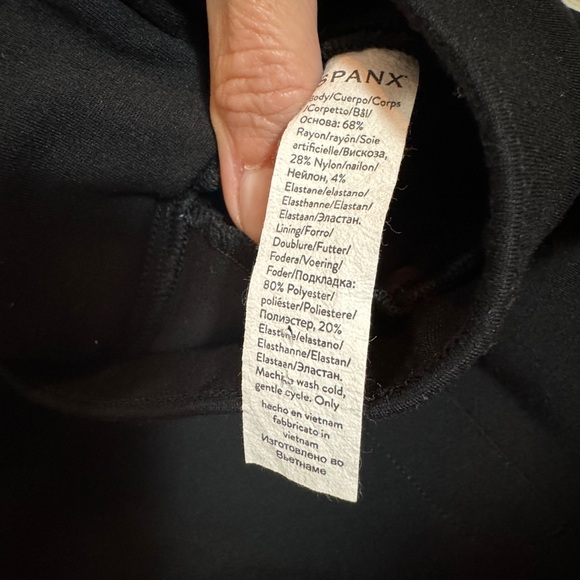 SPANX
body/Cuerpo/Corps
/Corpetto/Bål/
Основа: 68%
Rayon/rayón/Soie
artificielle/Вискоза,
28% Nylon/nailon/
Нейлон, 4%
Elastane/elastano/
Elasthanne/Elastan/
Elastaan/Эластан.
Lining/Forro/
Doublure/Futter/
Fodera/Voering/
Foder/Подкладка:
80% Polyester/
poliéster/Poliestere/
Полиэстер, 20%
Elastane/elastano/
Elasthanne/Elastan/
Elastaan/Эластан.
Machine wash cold,
gentle cycle. Only
hecho en vietnam
fabbricato in
vietnam
Изготовлено во
Вьетнаме